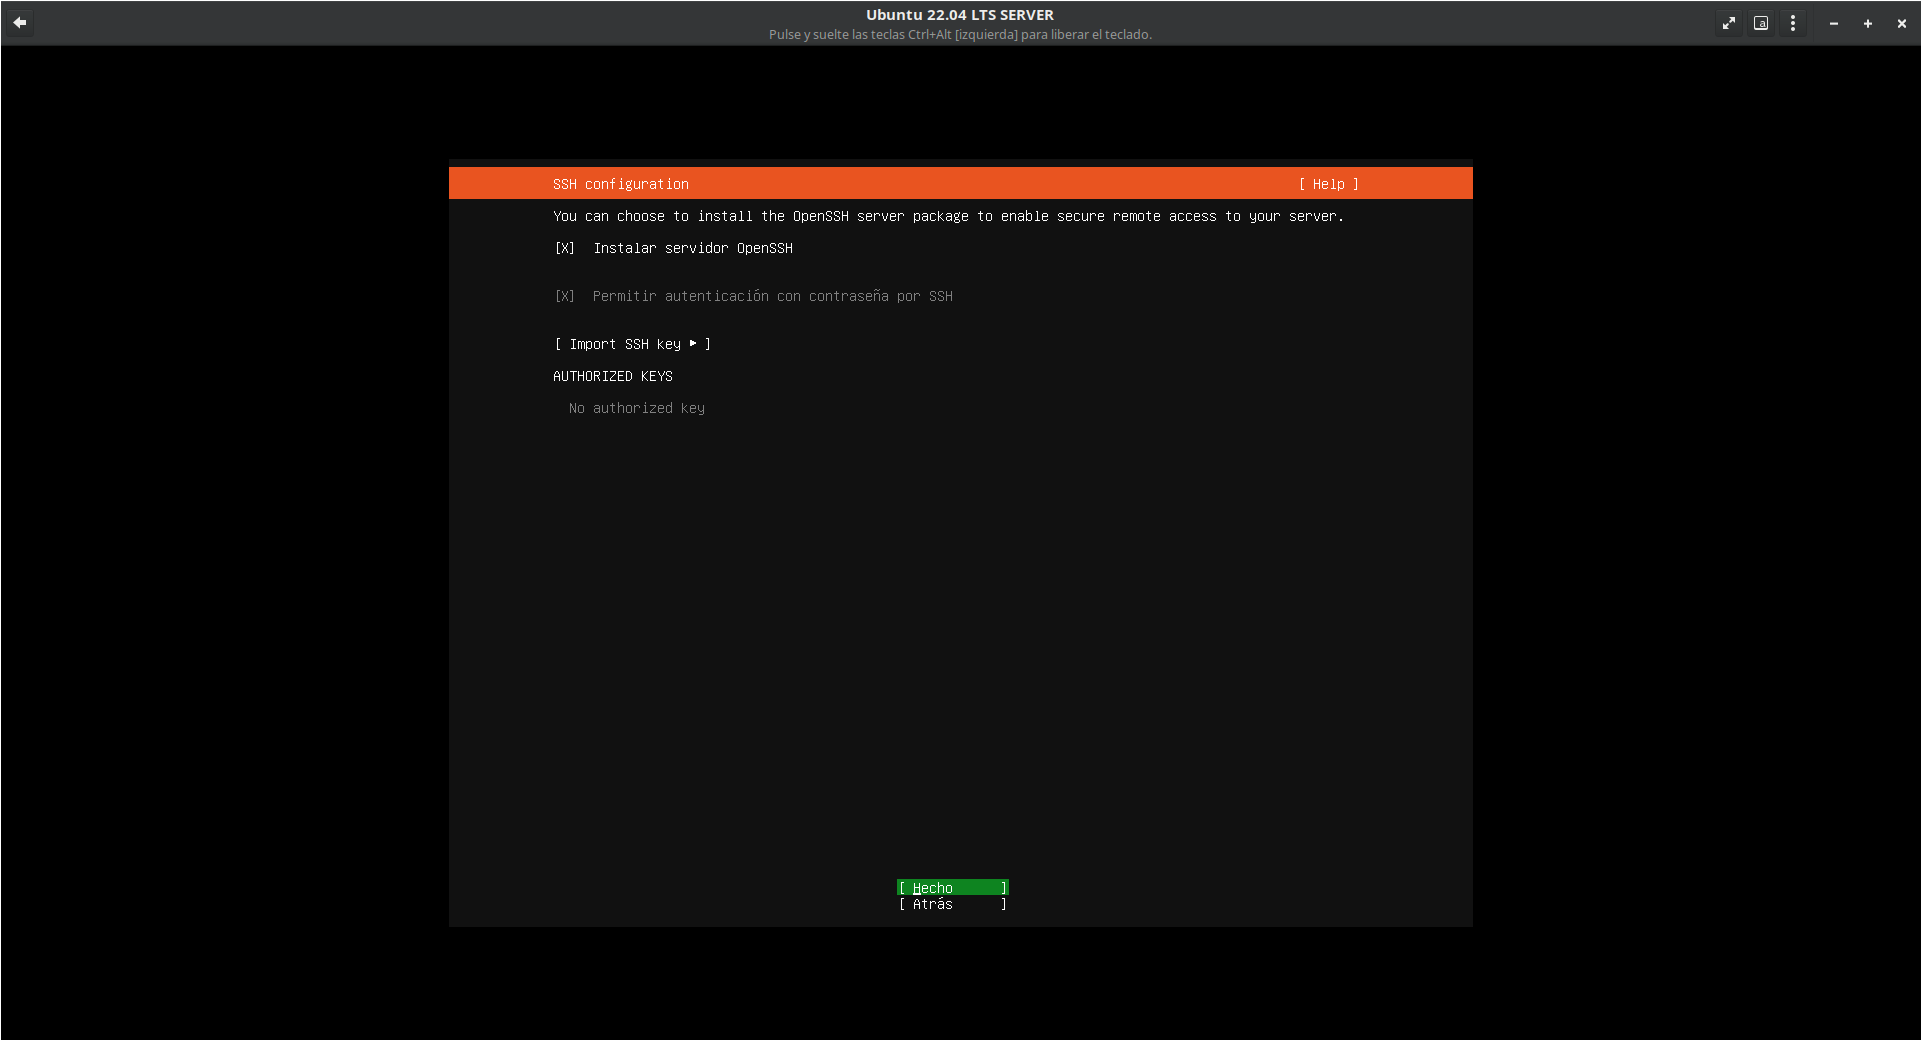 Ubuntu 22.04 LTS SERVER
Pulse y suelte las teclas Ctrl+Alt [izquierda] para liberar el teclado.
SSH configuration [ Help ]
You can choose to install the OpenSSH server package to enable secure remote access to your server.
[X] Instalar servidor OpenSSH
[X] Permitir autenticación con contraseña por SSH
[ Import SSH key ▸ ]
AUTHORIZED KEYS
No authorized key
[ Hecho ]
[ Atrás ]